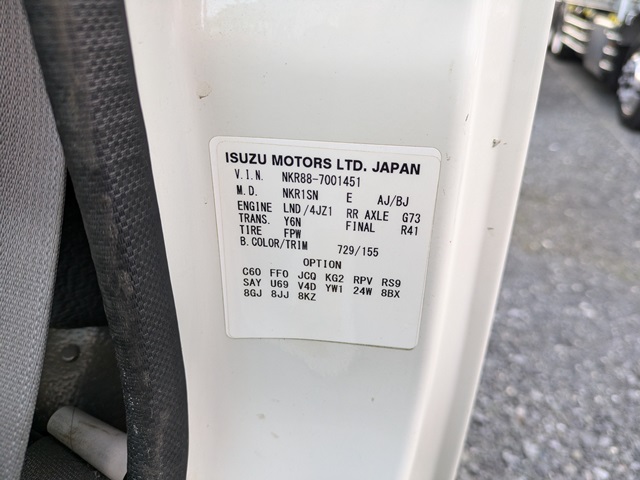 ISUZU MOTORS LTD. JAPAN
V.I.N. NKR88-7001451
M.D. NKR1SN E AJ/BJ
ENGINE LND/4JZ1 RR AXLE G73
TRANS. Y6N FINAL R41
TIRE FPW
B.COLOR/TRIM 729/155
OPTION
C60 FF0 JCQ KG2 RPV RS9
SAY U69 V4D YW1 24W 8BX
8GJ 8JJ 8KZ